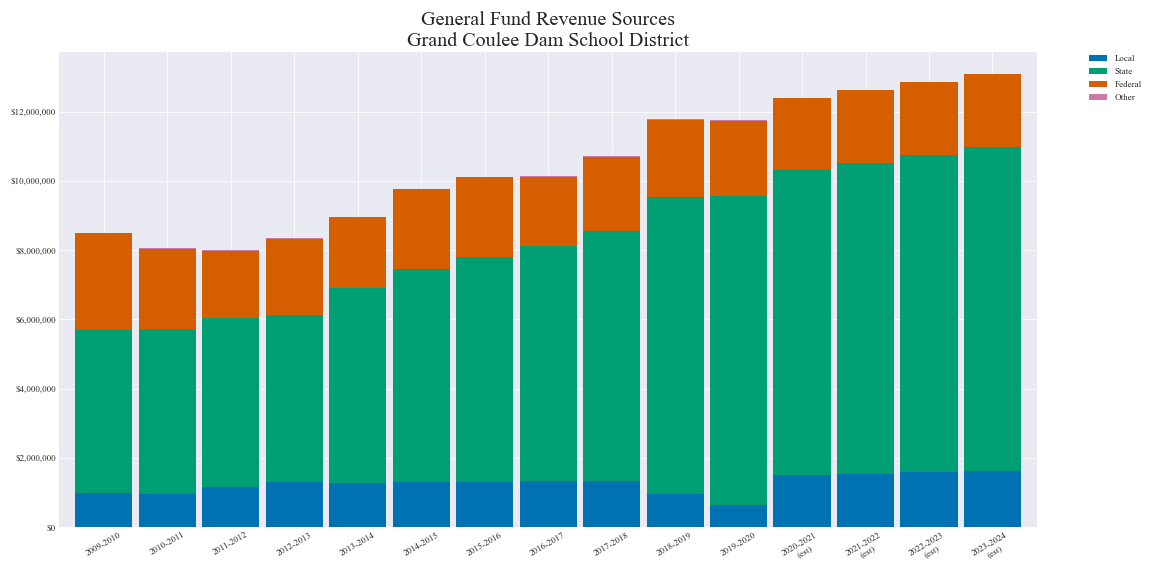 General Fund Revenue Sources
Grand Coulee Dam School District
Local
State
Federal
Other
$12,000,000
$10,000,000
$8,000,000
$6,000,000
$4,000,000
$2,000,000
$0
2009-2010
2010-2011
2011-2012
2012-2013
2013-2014
2014-2015
2015-2016
2016-2017
2017-2018
2018-2019
2019-2020
2020-2021
(est)
2021-2022
(est)
2022-2023
(est)
2023-2024
(est)